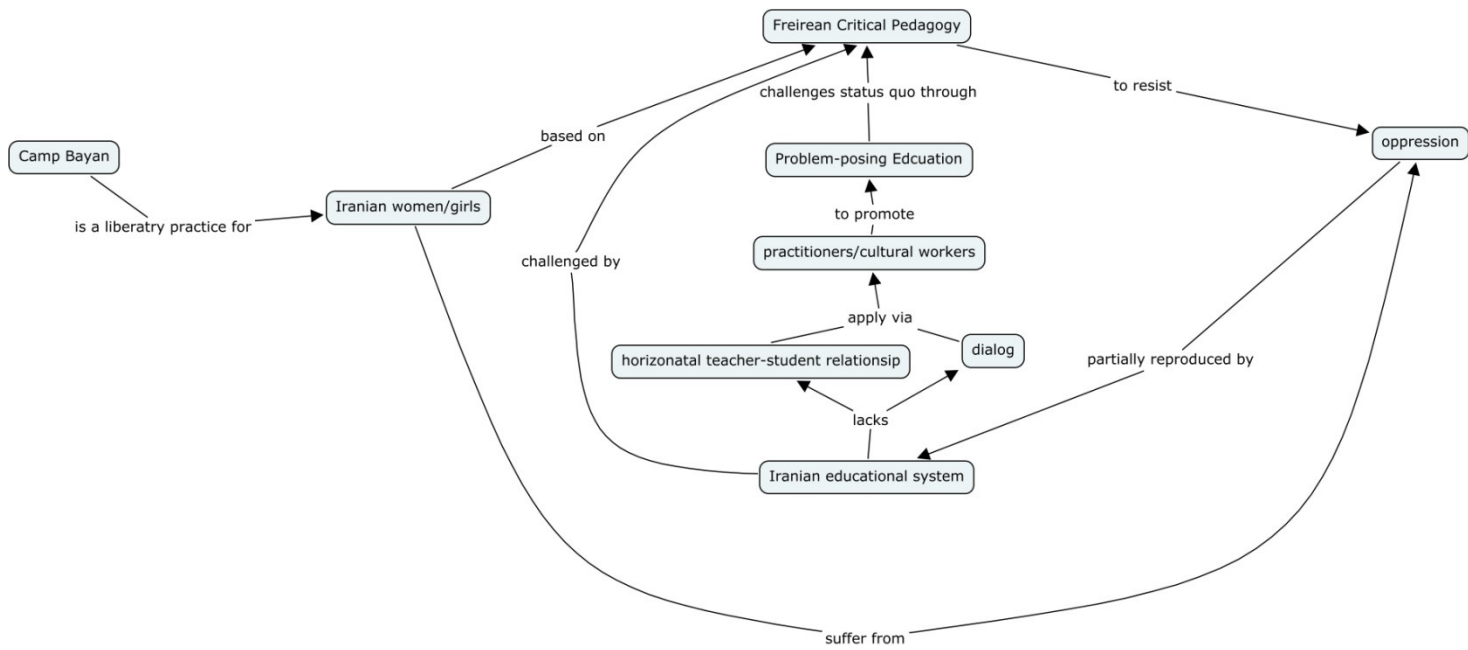 Freirean Critical Pedagogy
to resist
challenges status quo through
based on
oppression
Camp Bayan
Problem-posing Edcuation
Iranian women/girls
to promote
is a liberatry practice for
practitioners/cultural workers
challenged by
apply via
dialog
horizonatal teacher-student relationsip
partially reproduced by
lacks
Iranian educational system
suffer from